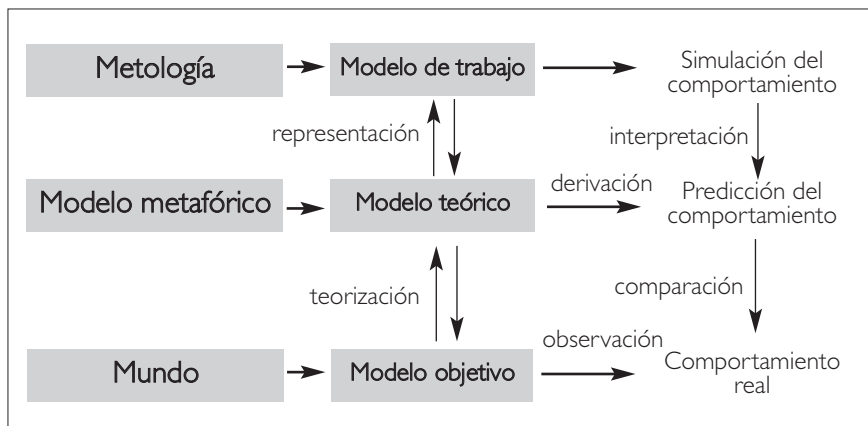 Metología
Modelo de trabajo
Simulación del
comportamiento
representación
interpretación
Modelo metafórico
Modelo teórico
derivación
Predicción del
comportamiento
teorización
comparación
observación
Mundo
Modelo objetivo
Comportamiento
real